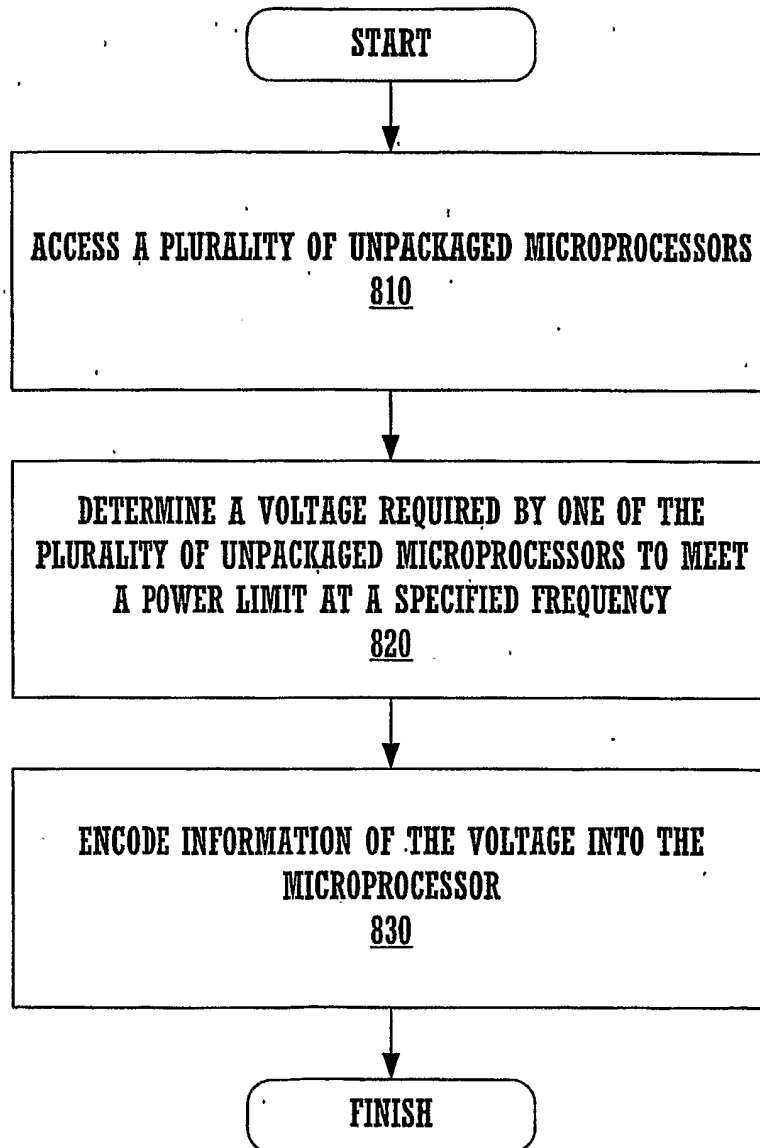 START
ACCESS A PLURALITY OF UNPACKAGED MICROPROCESSORS
810
DETERMINE A VOLTAGE REQUIRED BY ONE OF THE
PLURALITY OF UNPACKAGED MICROPROCESSORS TO MEET
A POWER LIMIT AT A SPECIFIED FREQUENCY
820
ENCODE INFORMATION OF THE VOLTAGE INTO THE
MICROPROCESSOR
830
FINISH